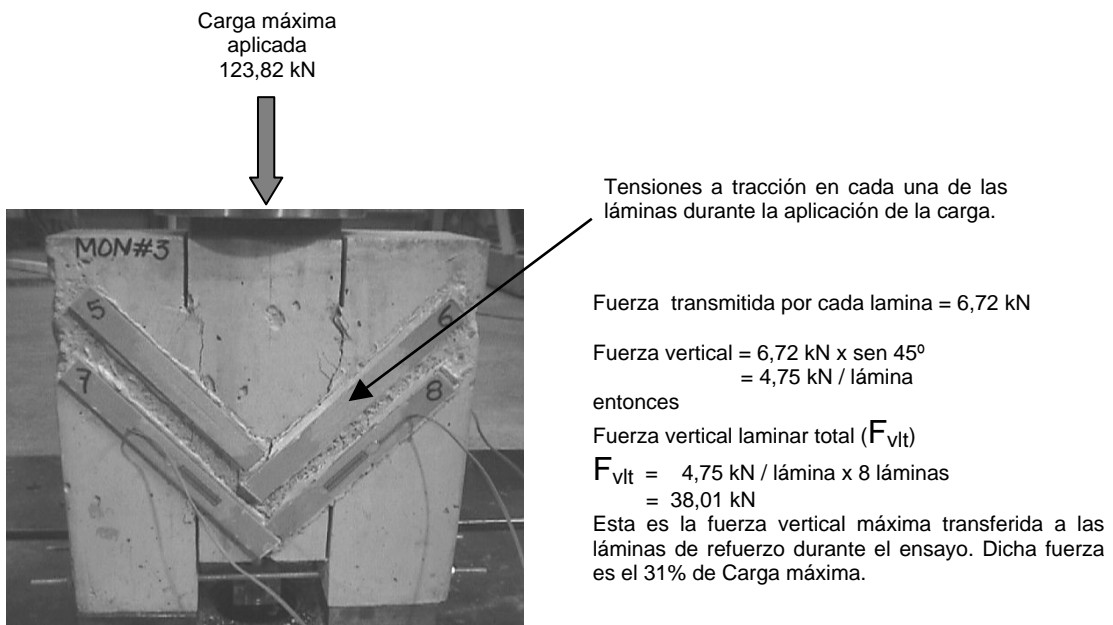 Carga máxima
aplicada
123,82 kN
Tensiones a tracción en cada una de las
láminas durante la aplicación de la carga.
MON#3
5
6
7
8
Fuerza transmitida por cada lamina = 6,72 kN
Fuerza vertical = 6,72 kN x sen 45º
= 4,75 kN / lámina
entonces
Fuerza vertical laminar total (Fvlt)
Fvlt = 4,75 kN / lámina x 8 láminas
= 38,01 kN
Esta es la fuerza vertical máxima transferida a las
láminas de refuerzo durante el ensayo. Dicha fuerza
es el 31% de Carga máxima.